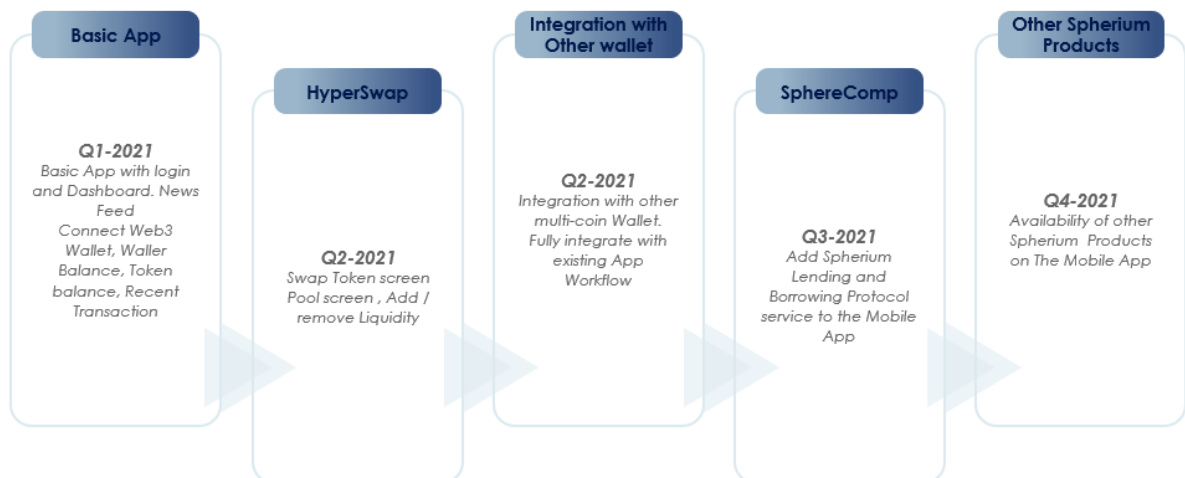 Basic App
Q1-2021
Basic App with login
and Dashboard. News
Feed
Connect Web3
Wallet, Waller
Balance, Token
balance, Recent
Transaction
HyperSwap
Q2-2021
Swap Token screen
Pool screen , Add /
remove Liquidity
Integration with
Other wallet
Q2-2021
Integration with other
multi-coin Wallet.
Fully integrate with
existing App
Workflow
SphereComp
Q3-2021
Add Spherium
Lending and
Borrowing Protocol
service to the Mobile
App
Other Spherium
Products
Q4-2021
Availability of other
Spherium  Products
on The Mobile App